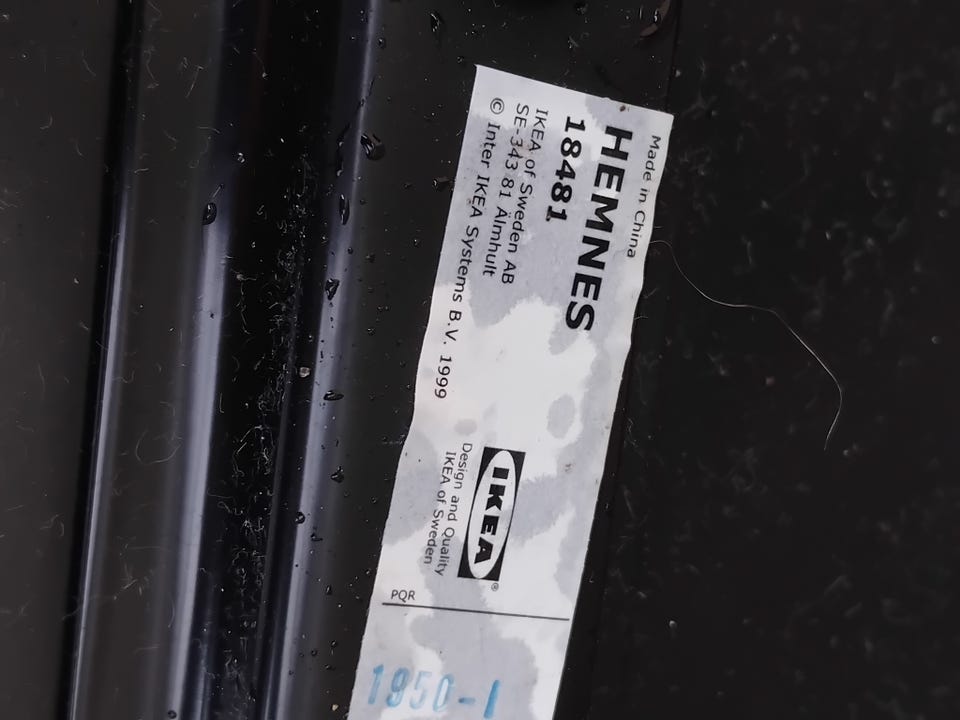 Made in China
HEMNES
18481
IKEA of Sweden AB
SE-343 81 Älmhult
© Inter IKEA Systems B.V. 1999
IKEA®
Design and Quality
IKEA of Sweden
PQR
1950-1